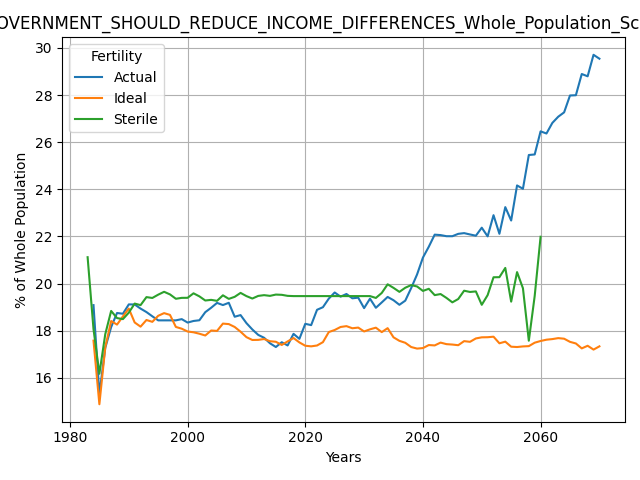 OVERNMENT_SHOULD_REDUCE_INCOME_DIFFERENCES_Whole_Population_Sc
Fertility
Actual
Ideal
Sterile
% of Whole Population
30
28
26
24
22
20
18
16
1980 2000 2020 2040 2060
Years